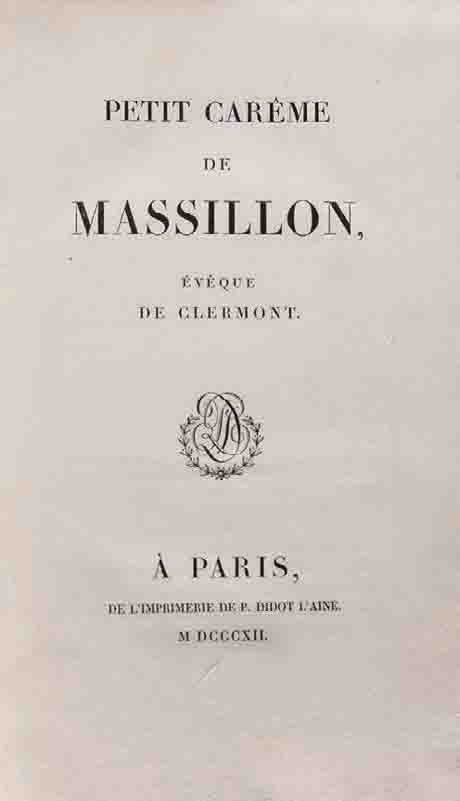 PETIT CARÊME
DE
MASSILLON,
ÉVÊQUE
DE CLERMONT.
À PARIS,
DE L'IMPRIMERIE DE P. DIDOT L'AINÉ.
M DCCCXII.